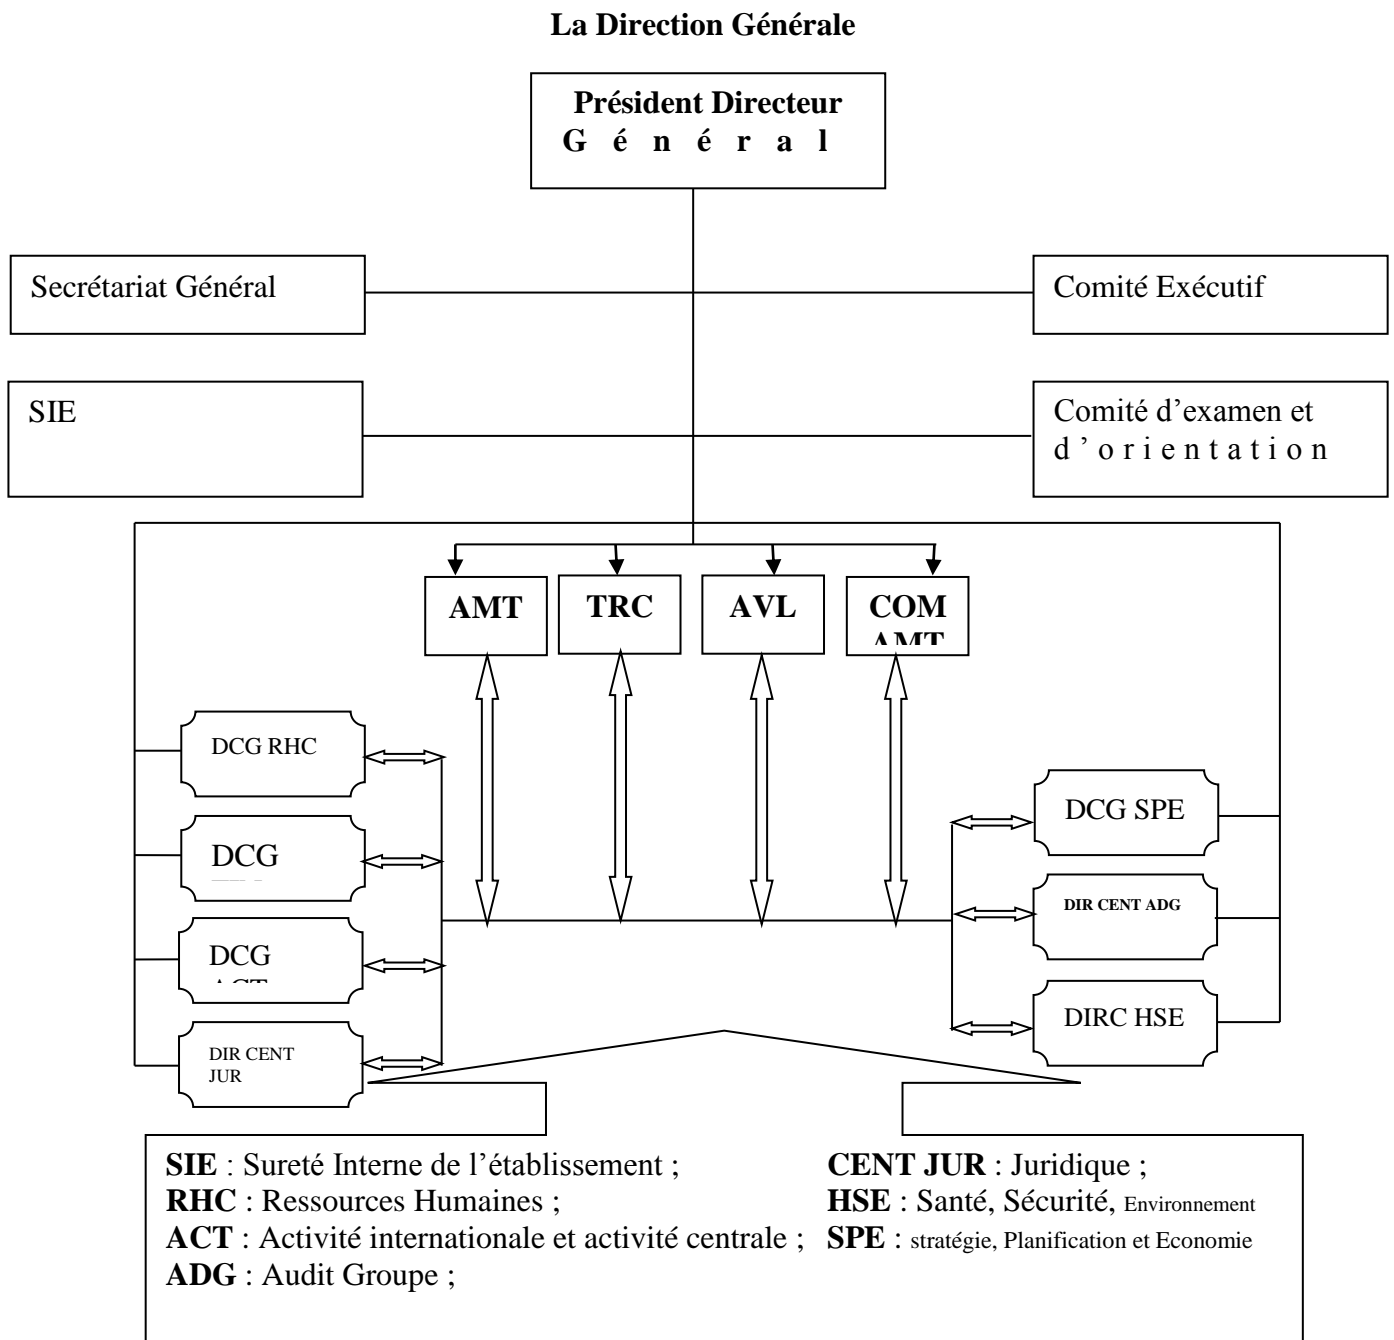 La Direction Générale
Président Directeur
G é n é r a l
Secrétariat Général
Comité Exécutif
SIE
Comité d’examen et
d ’ o r i e n t a t i o n
AMT
TRC
AVL
COM
AMT
DCG RHC
DCG
DCG
ACT
DIR CENT
JUR
DCG SPE
DIR CENT ADG
DIRC HSE
SIE : Sureté Interne de l’établissement ;
RHC : Ressources Humaines ;
ACT : Activité internationale et activité centrale ;
ADG : Audit Groupe ;
CENT JUR : Juridique ;
HSE : Santé, Sécurité, Environnement
SPE : stratégie, Planification et Economie